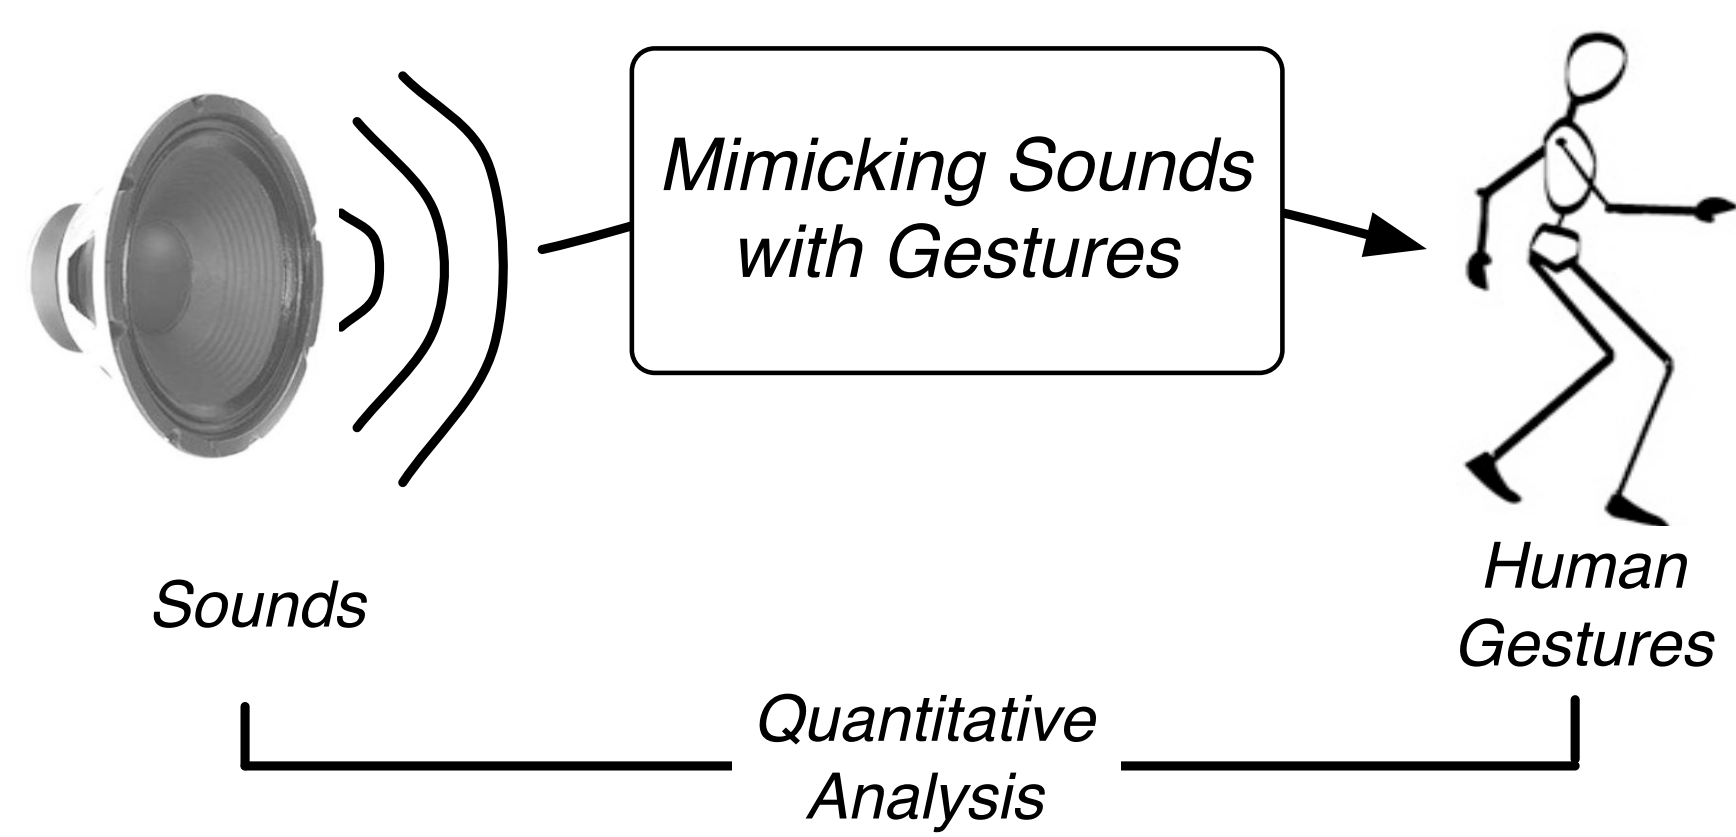 Mimicking Sounds
with Gestures
Sounds
Human
Gestures
Quantitative
Analysis